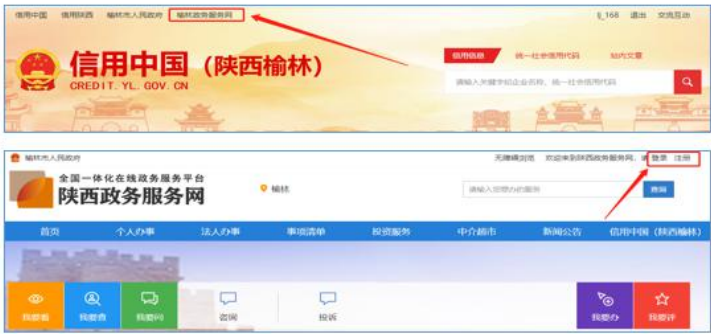 信用中国 信用陕西 榆林市人民政府 榆林政务服务网
退出 交流互动
信用中国（陕西榆林）
CREDIT. YL. GOV. CN
信用信息 统一社会信用代码 站内文章
请输入关键字如企业名称、统一社会信用代码
榆林市人民政府
无障碍浏览 欢迎来到陕西政务服务网，请 登录 注册
全国一体化在线政务服务平台
陕西政务服务网
榆林
请输入您想办的服务 查询
首页 个人办事 法人办事 事项清单 投资服务 中介超市 新闻公告 信用中国（陕西榆林）
我要看 我要查 我要问 咨询 投诉 我要办 我要评